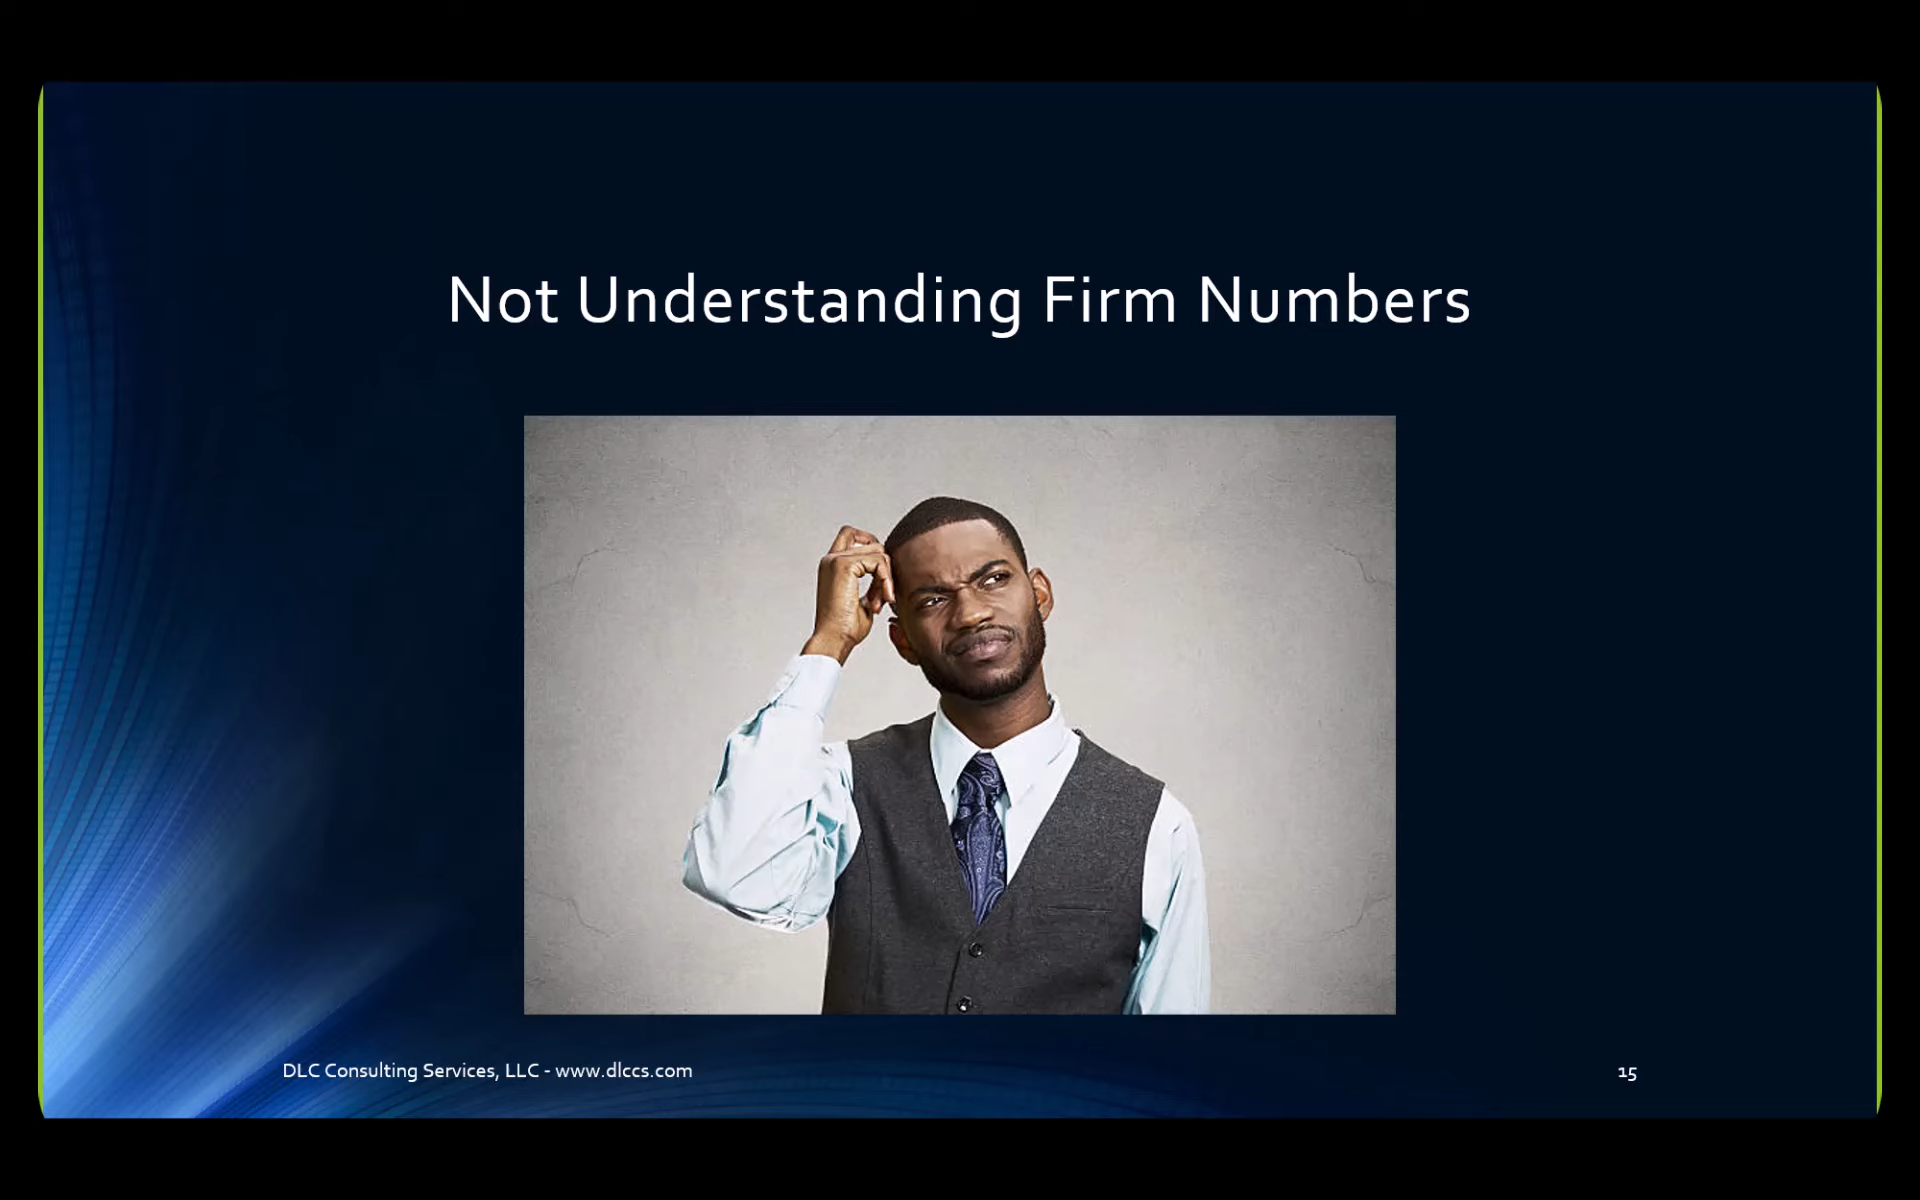 Not Understanding Firm Numbers
DLC Consulting Services, LLC - www.dlccs.com
15